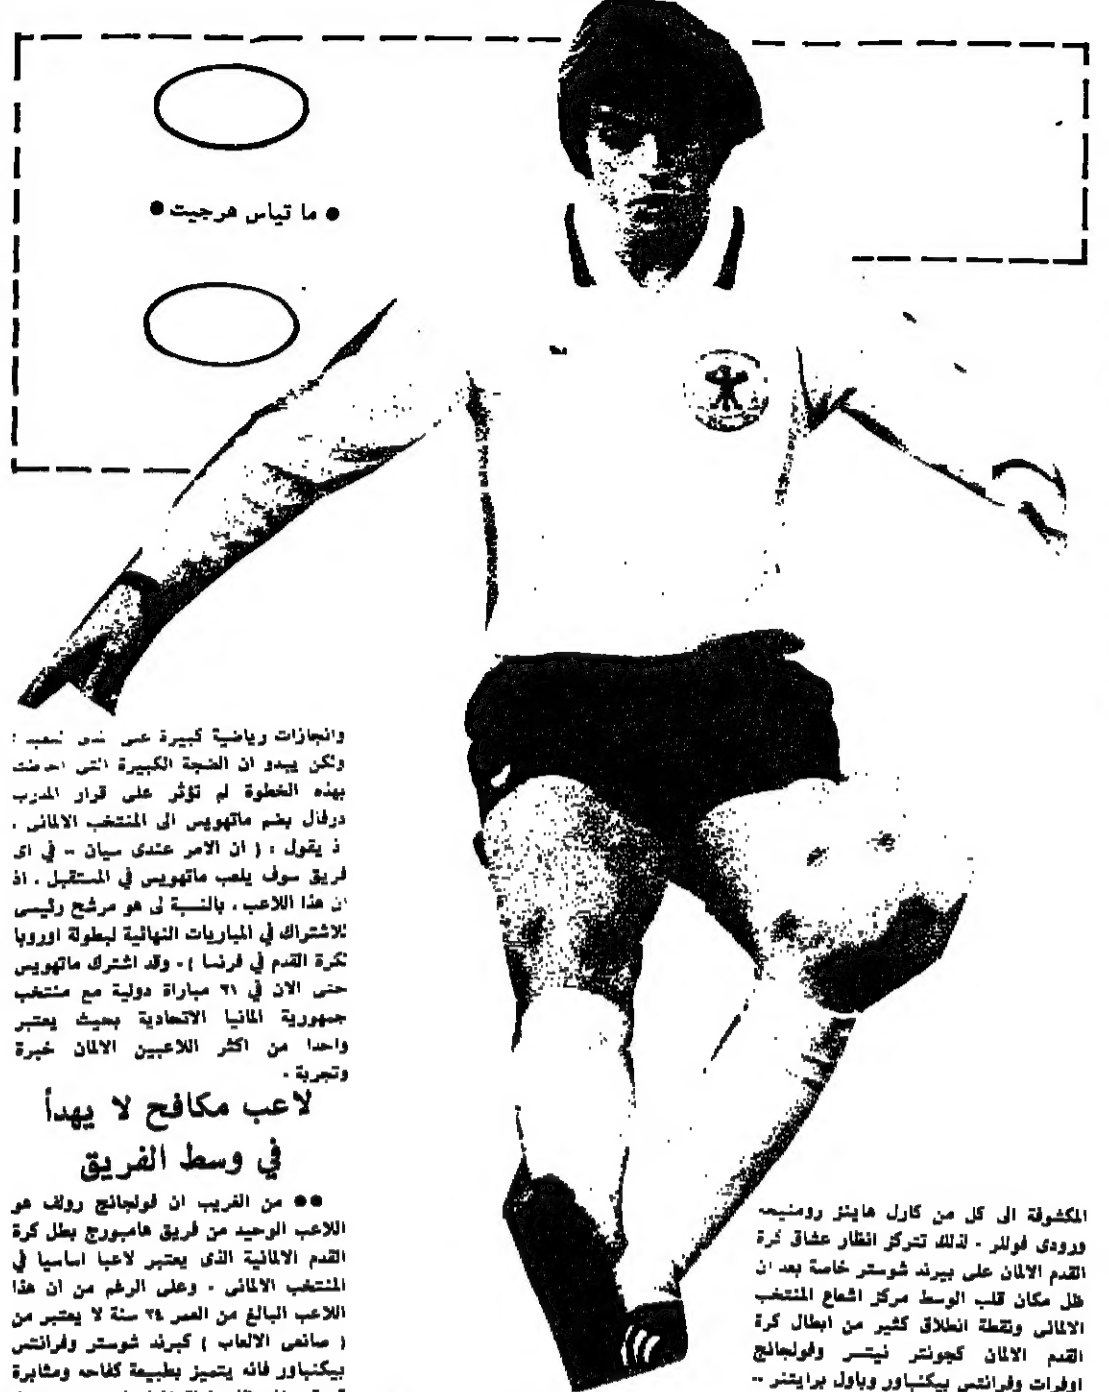 ● ما تياس هرجيت ●
المكشوفة الى كل من كارل هاينز رومنيجه
ورودى فوللر . لذلك تتركز انظار عشاق كرة
القدم الالمان على بيرند شوستر خاصة بعد ان
ظل مكان قلب الوسط مركز اشعاع المنتخب
الالمانى ونقطة انطلاق كثير من ابطال كرة
القدم الالمان كجونتر نيتسر وفولجانج
اوفرات وفرانتس بيكنباور وباول برايتنر --
وانجازات رياضية كبيرة على
ولكن يبدو ان الضجة الكبيرة التى احدثت
بهذه الخطوة لم تؤثر على قرار المدرب
درفال بضم ماتهويس الى المنتخب الالمانى .
ذ يقول : ( ان الامر عندى سيان - في اى
فريق سوف يلعب ماتهويس في المستقبل . اذ
ان هذا اللاعب ، بالنسبة لى هو مرشح رئيسى
للاشتراك في المباريات النهائية لبطولة اوروبا
لكرة القدم في فرنسا ) . وقد اشترك ماتهويس
حتى الان في ٢١ مباراة دولية مع منتخب
جمهورية المانيا الاتحادية بحيث يعتبر
واحدا من اكثر اللاعبين الالمان خبرة
وتجربة .
لاعب مكافح لا يهدأ
في وسط الفريق
●● من الغريب ان فولجانج رولف هو
اللاعب الوحيد من فريق هامبورج بطل كرة
القدم الالمانية الذى يعتبر لاعبا اساسيا في
المنتخب الالمانى . وعلى الرغم من ان هذا
اللاعب البالغ من العمر ٢٤ سنة لا يعتبر من
( صانعى الالعاب ) كبرند شوستر وفرانتس
بيكنباور فانه يتميز بطبيعة كفاحه ومثابرة